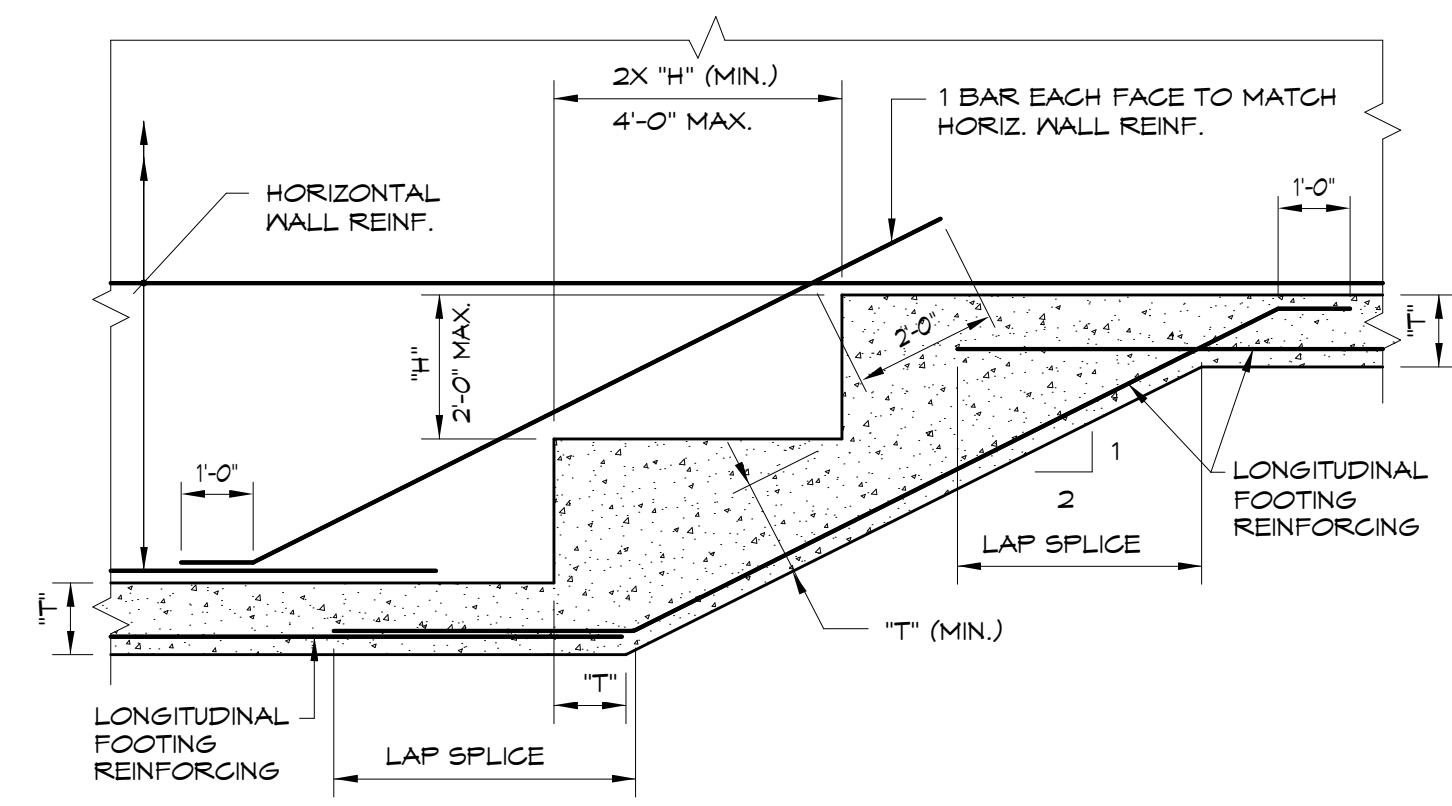 2X "H" (MIN.)
4'-0" MAX.
1 BAR EACH FACE TO MATCH
HORIZ. WALL REINF.
HORIZONTAL
WALL REINF.
1'-0"
"H"
2'-0" MAX.
2'-0"
"T"
1'-0"
1
2
LONGITUDINAL
FOOTING
REINFORCING
LAP SPLICE
"T"
"T" (MIN.)
"T"
LONGITUDINAL
FOOTING
REINFORCING
LAP SPLICE